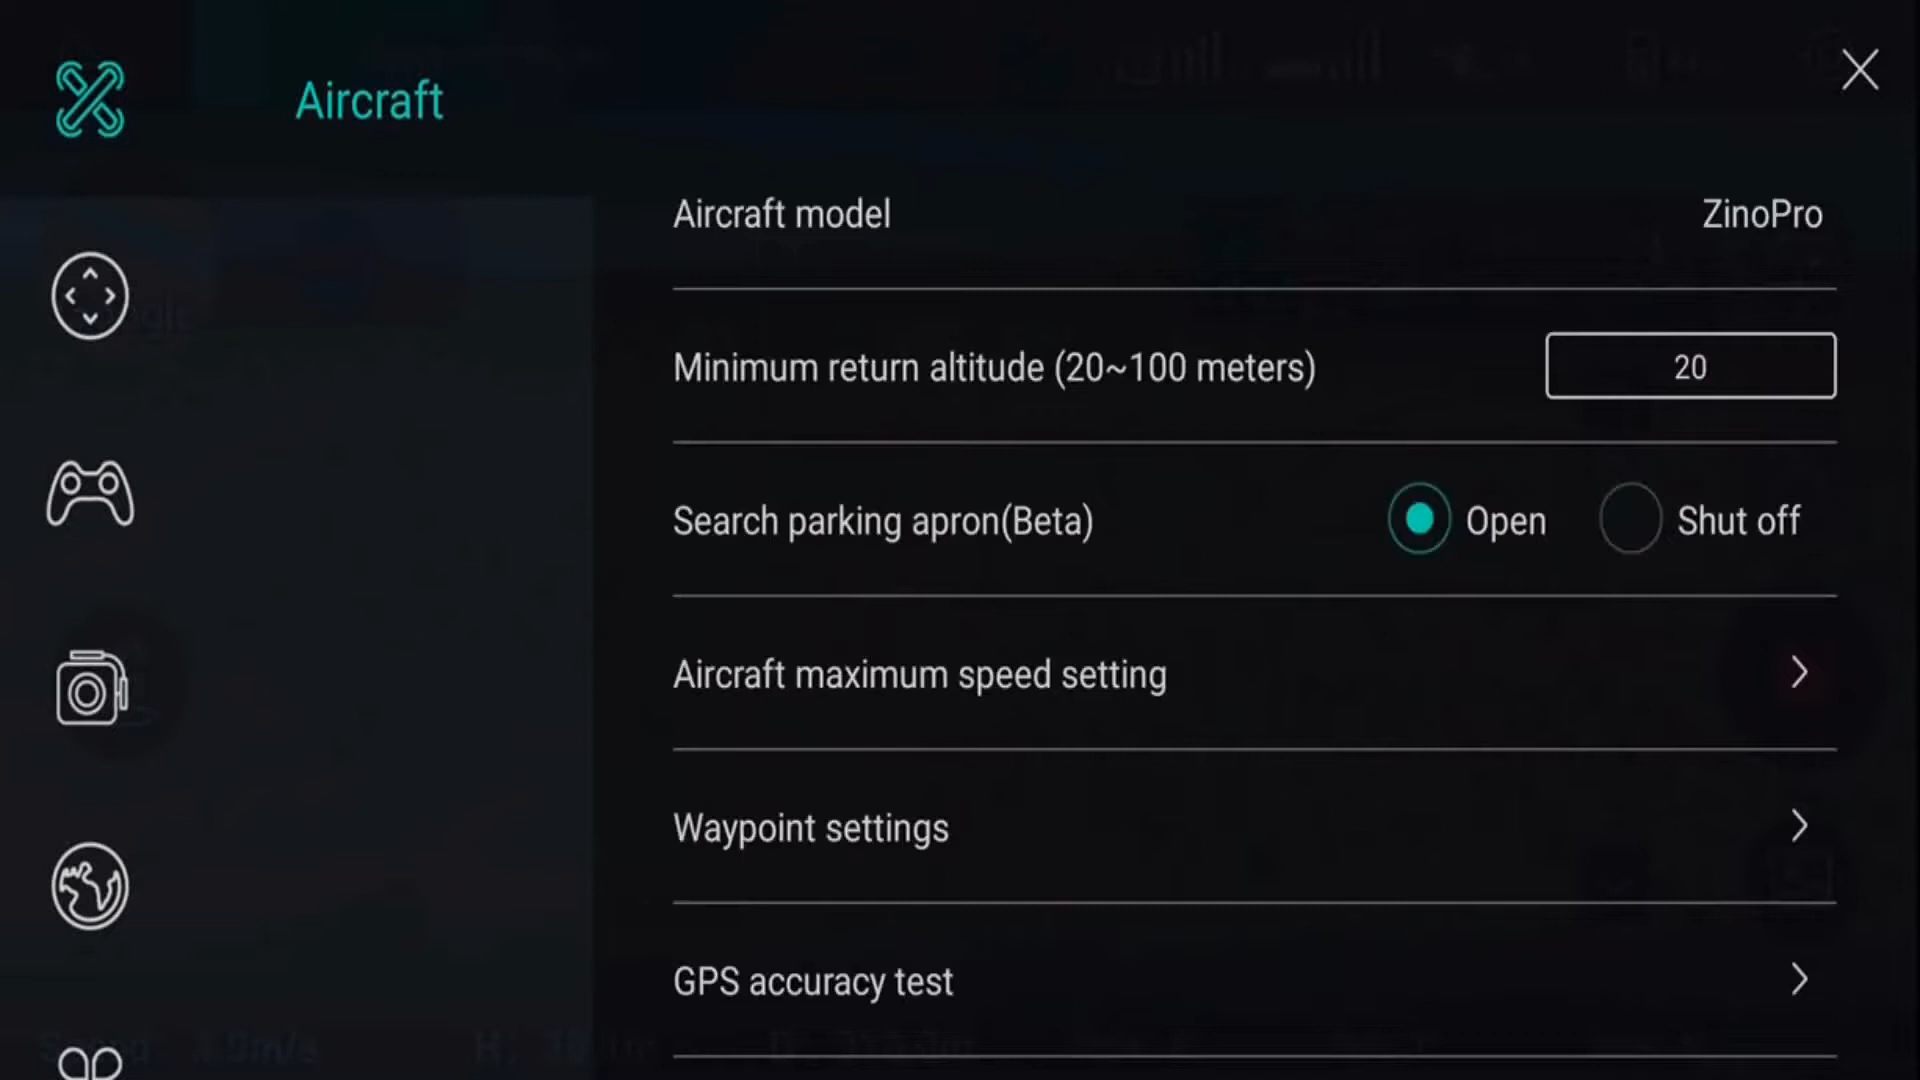 Aircraft
Aircraft model
ZinoPro
Minimum return altitude (20~100 meters)
20
Search parking apron(Beta)
Open
Shut off
Aircraft maximum speed setting
Waypoint settings
GPS accuracy test